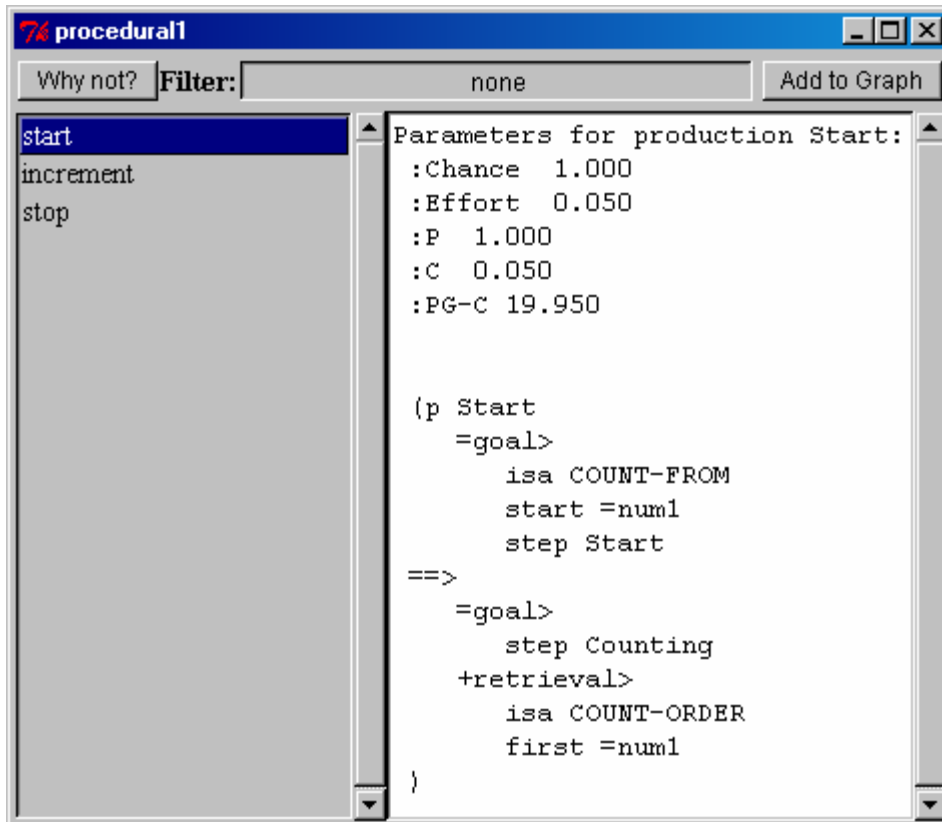 procedural1
Why not? Filter: none Add to Graph
start
increment
stop
Parameters for production Start:
:Chance 1.000
:Effort 0.050
:P 1.000
:C 0.050
:PG-C 19.950
(p Start
=goal>
isa COUNT-FROM
start =num1
step Start
==>
=goal>
step Counting
+retrieval>
isa COUNT-ORDER
first =num1
)